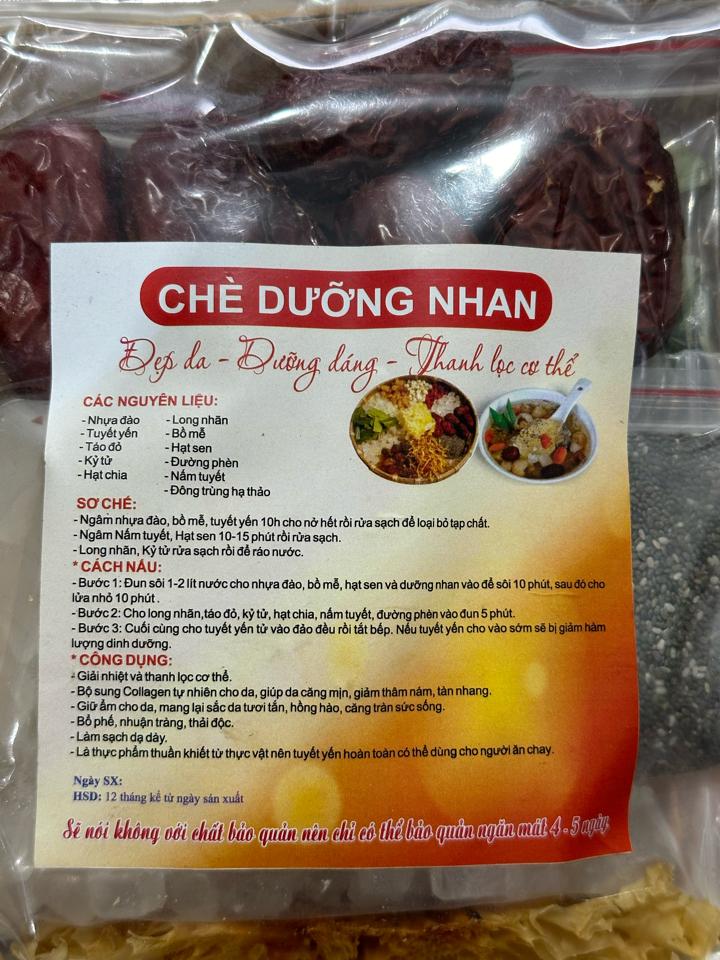 CHÈ DƯỠNG NHAN
Đẹp da - Dưỡng dáng - Thanh lọc cơ thể
CÁC NGUYÊN LIỆU:
- Nhựa đào
- Tuyết yến
- Táo đỏ
- Kỷ tử
- Hạt chia
- Long nhãn
- Bồ mễ
- Hạt sen
- Đường phèn
- Nấm tuyết
- Đông trùng hạ thảo
SƠ CHẾ:
- Ngâm nhựa đào, bồ mễ, tuyết yến 10h cho nở hết rồi rửa sạch để loại bỏ tạp chất.
- Ngâm Nấm tuyết, Hạt sen 10-15 phút rồi rửa sạch.
- Long nhãn, Kỷ tử rửa sạch rồi để ráo nước.
* CÁCH NẤU:
- Bước 1: Đun sôi 1-2 lít nước cho nhựa đào, bồ mễ, hạt sen và dưỡng nhan vào để sôi 10 phút, sau đó cho
lửa nhỏ 10 phút .
- Bước 2: Cho long nhãn,táo đỏ, kỷ tử, hạt chia, nấm tuyết, đường phèn vào đun 5 phút.
- Bước 3: Cuối cùng cho tuyết yến từ vào đảo đều rồi tắt bếp. Nếu tuyết yến cho vào sớm sẽ bị giảm hàm
lượng dinh dưỡng.
* CÔNG DỤNG:
- Giải nhiệt và thanh lọc cơ thể.
- Bộ sung Collagen tự nhiên cho da, giúp da căng mịn, giảm thâm nám, tàn nhang.
- Giữ ẩm cho da, mang lại sắc da tươi tắn, hồng hào, căng tràn sức sống.
- Bổ phế, nhuận tràng, thải độc.
- Làm sạch dạ dày.
- Là thực phẩm thuần khiết từ thực vật nên tuyết yến hoàn toàn có thể dùng cho người ăn chay.
Ngày SX:
HSD: 12 tháng kể từ ngày sản xuất
Sẽ nói không với chất bảo quản nên chỉ có thể bảo quản ngăn mát 4 - 5 ngày